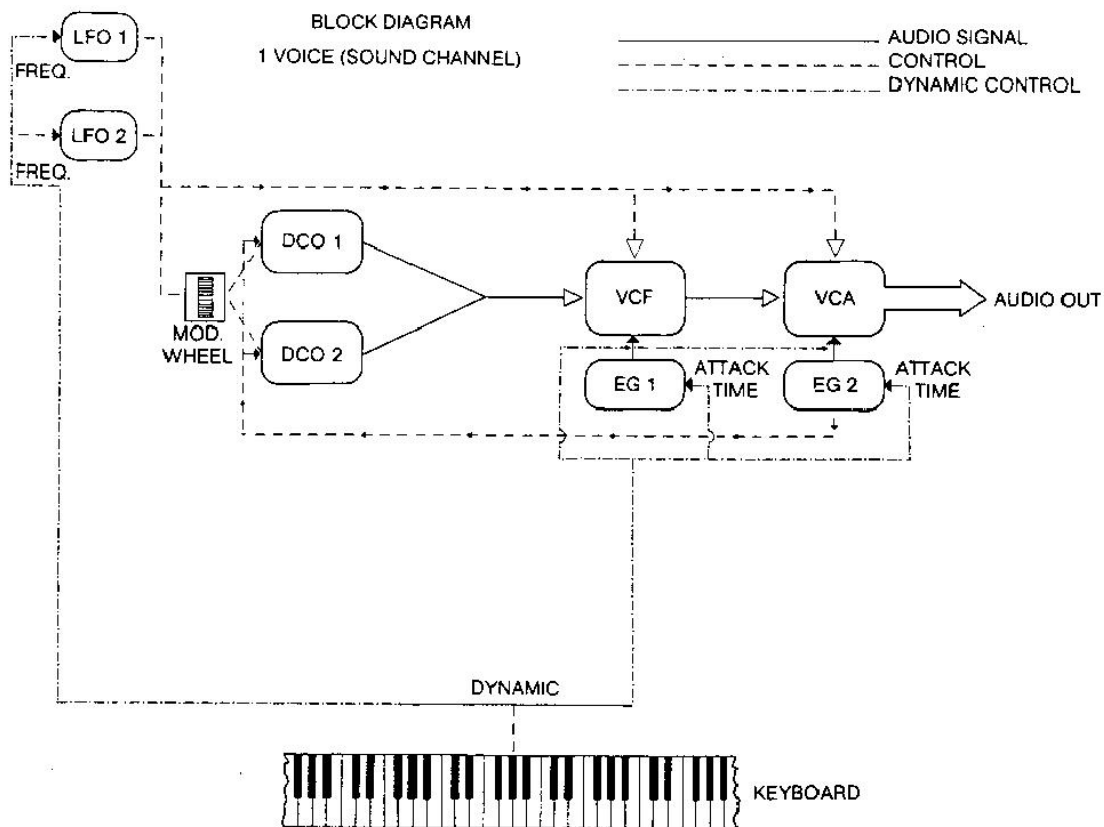 BLOCK DIAGRAM
1 VOICE (SOUND CHANNEL)
AUDIO SIGNAL
CONTROL
DYNAMIC CONTROL
LFO 1
FREQ.
LFO 2
FREQ.
DCO 1
MOD.
WHEEL
DCO 2
VCF
VCA
AUDIO OUT
EG 1
ATTACK
TIME
EG 2
ATTACK
TIME
DYNAMIC
KEYBOARD